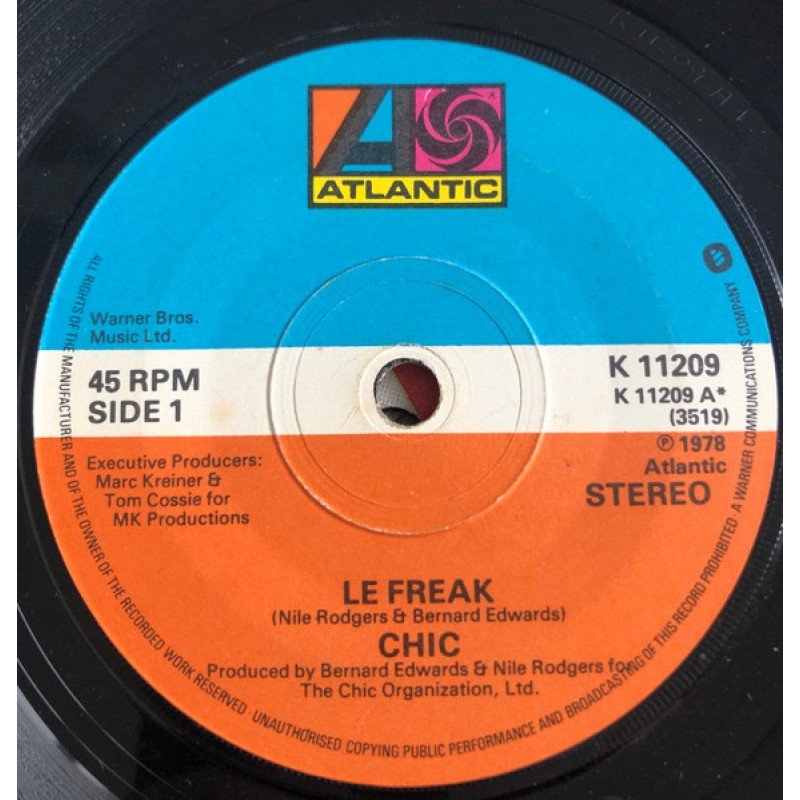 ATLANTIC
Warner Bros.
Music Ltd.
45 RPM
SIDE 1
K 11209
K 11209 A*
(3519)
Ⓟ 1978
Atlantic
STEREO
Executive Producers:
Marc Kreiner &
Tom Cossie for
MK Productions
LE FREAK
(Nile Rodgers & Bernard Edwards)
CHIC
Produced by Bernard Edwards & Nile Rodgers for
The Chic Organization, Ltd.
ALL RIGHTS OF THE MANUFACTURER AND OF THE OWNER OF THE RECORDED WORK RESERVED · UNAUTHORISED COPYING PUBLIC PERFORMANCE AND BROADCASTING OF THIS RECORD PROHIBITED · A WARNER COMMUNICATIONS COMPANY